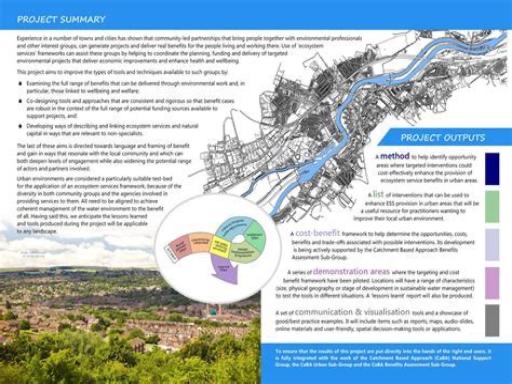 PROJECT SUMMARY
Experience in a number of towns and cities has shown that community-led partnerships that bring people together with environmental professionals
and other interest groups, can generate projects and deliver real benefits for the people living and working there. Use of 'ecosystem
services' frameworks can assist these groups by helping to coordinate the planning, funding and delivery of targeted
environmental projects that deliver economic improvements and enhance health and wellbeing.
This project aims to improve the types of tools and techniques available to such groups by:
Examining the full range of benefits that can be delivered through environmental work and, in
particular, those linked to wellbeing and welfare;
Co-designing tools and approaches that are consistent and rigorous so that benefit cases
are robust in the context of the full range of potential funding sources available to
support projects, and;
Developing ways of describing and linking ecosystem services and natural
capital in ways that are relevant to non-specialists.
The last of these aims is directed towards language and framing of benefit
and gain in ways that resonate with the local community and which can
both deepen levels of engagement while also widening the potential range
of actors and partners involved.
Urban environments are considered a particularly suitable test-bed
for the application of an ecosystem services framework, because of the
diversity in both community groups and the agencies involved in
providing services to them. All need to be aligned to achieve
coherent management of the water environment to the benefit
of all. Having said this, we anticipate the lessons learned
and tools produced during the project will be applicable
to any landscape.
PROJECT OUTPUTS
A method to help identify opportunity
areas where targeted interventions could
cost-effectively enhance the provision of
ecosystem service benefits in urban areas.
A list of interventions that can be used to
enhance ESS provision in urban areas that will be
a useful resource for practitioners wanting to
improve their local urban environment.
A cost-benefit framework to help determine the opportunities, costs,
benefits and trade-offs associated with possible interventions. Its development
is being actively supported by the Catchment Based Approach Benefits
Assessment Sub-Group.
A series of demonstration areas where the targeting and cost
benefit framework have been piloted. Locations will have a range of characteristics
(size, physical geography or stage of development in sustainable water management)
to test the tools in different situations. A 'lessons learnt' report will also be produced.
A set of communication & visualisation tools and a showcase of
good/best practice examples. It will include items such as reports, maps, audio-slides,
online materials and user-friendly, spatial decision-making tools or applications.
To ensure that the results of this project are put directly into the hands of the right end users, it
is fully integrated with the work of the Catchment Based Approach (CaBA) National Support
Group, the CaBA Urban Sub-Group and the CaBA Benefits Assessment Sub-Group.